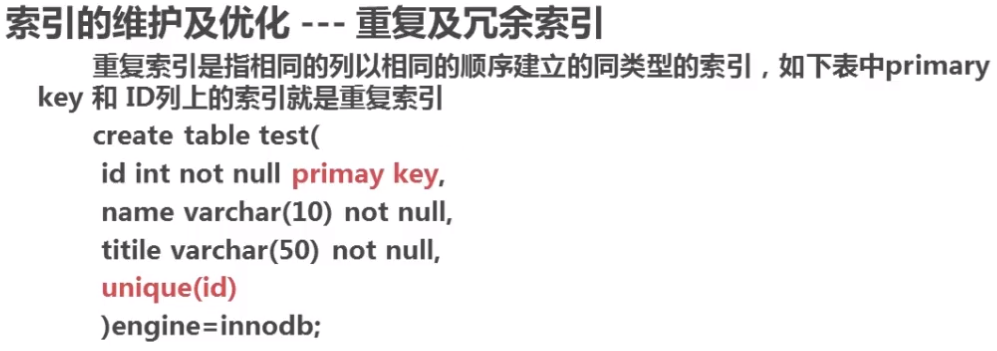 索引的维护及优化 --- 重复及冗余索引
重复索引是指相同的列以相同的顺序建立的同类型的索引，如下表中primary
key 和 ID列上的索引就是重复索引
create table test(
id int not null primay key,
name varchar(10) not null,
titile varchar(50) not null,
unique(id)
)engine=innodb;